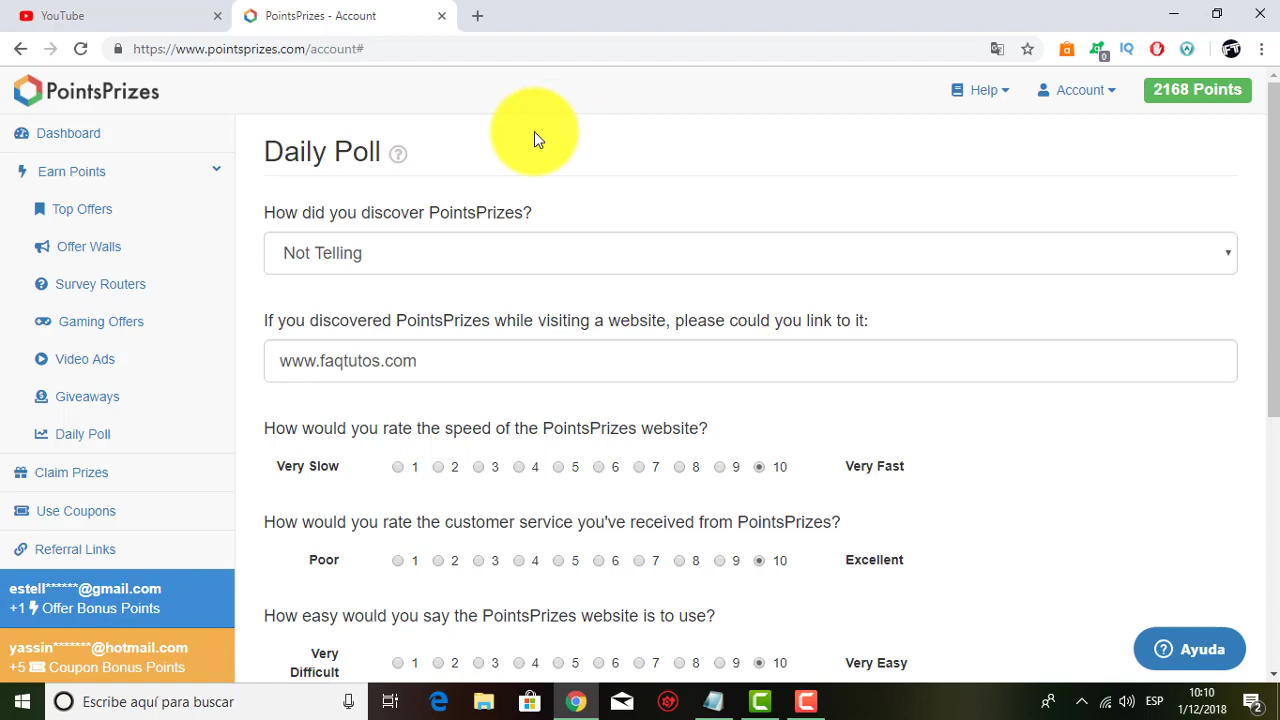 YouTube
PointsPrizes - Account
https://www.pointsprizes.com/account#
0
IQ
PointsPrizes
Help
Account
2168 Points
Dashboard
Earn Points
Top Offers
Offer Walls
Survey Routers
Gaming Offers
Video Ads
Giveaways
Daily Poll
Claim Prizes
Use Coupons
Referral Links
estell******@gmail.com
+1 Offer Bonus Points
yassin*******@hotmail.com
+5 Coupon Bonus Points
Daily Poll ?
How did you discover PointsPrizes?
Not Telling
If you discovered PointsPrizes while visiting a website, please could you link to it:
www.faqtutos.com
How would you rate the speed of the PointsPrizes website?
Very Slow 1 2 3 4 5 6 7 8 9 10 Very Fast
How would you rate the customer service you've received from PointsPrizes?
Poor 1 2 3 4 5 6 7 8 9 10 Excellent
How easy would you say the PointsPrizes website is to use?
Very Difficult 1 2 3 4 5 6 7 8 9 10 Very Easy
? Ayuda
Escribe aquí para buscar
ESP
10:10
1/12/2018
2